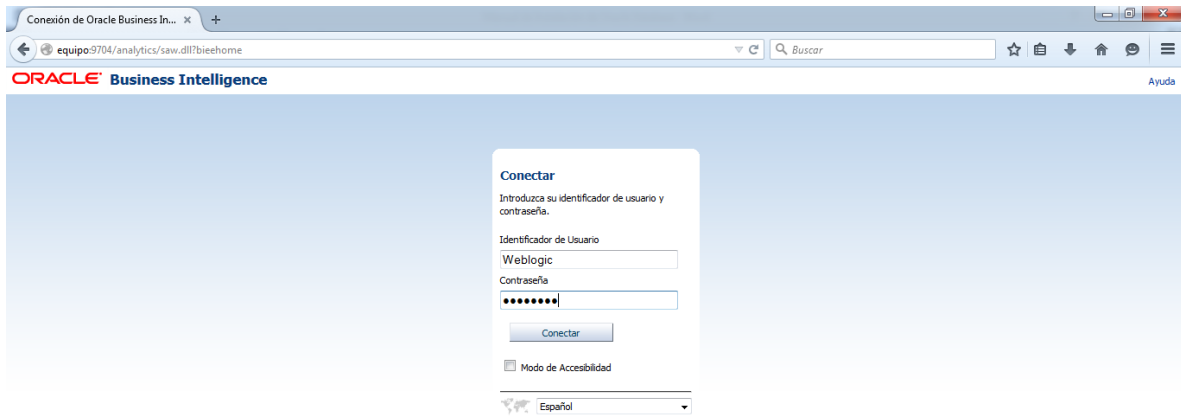 Conexión de Oracle Business In... × +
equipo:9704/analytics/saw.dll?bieehome
Buscar
ORACLE Business Intelligence
Ayuda
Conectar
Introduzca su identificador de usuario y
contraseña.
Identificador de Usuario
Weblogic
Contraseña
••••••••
Conectar
Modo de Accesibilidad
Español